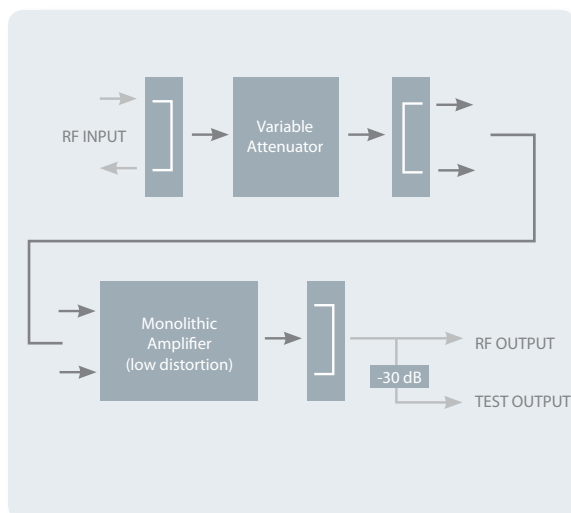 RF INPUT
Variable
Attenuator
Monolithic
Amplifier
(low distortion)
RF OUTPUT
-30 dB
TEST OUTPUT